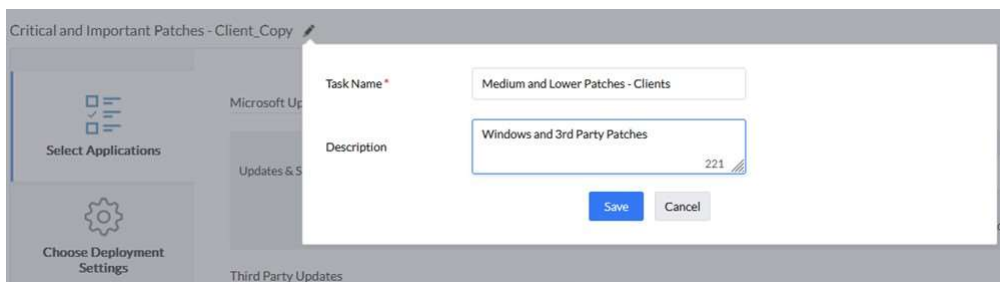 Critical and Important Patches - Client_Copy
Task Name *
Medium and Lower Patches - Clients
Microsoft Up
Description
Windows and 3rd Party Patches
221
Select Applications
Updates & S
Save
Cancel
Choose Deployment
Settings
Third Party Updates